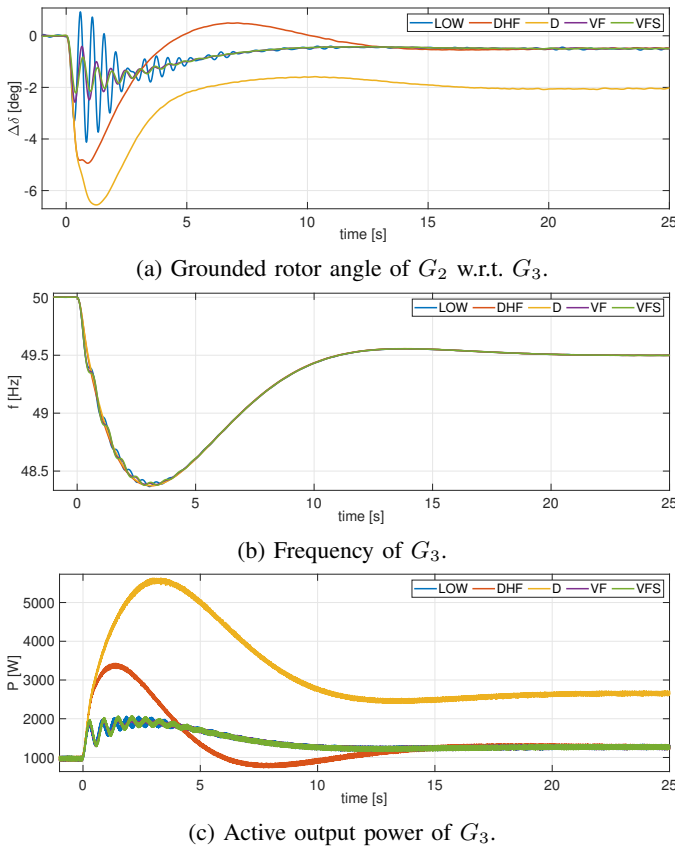 LOW DHF D VF VFS
0
-2
-4
-6
Δδ [deg]
0 5 10 15 20 25
time [s]
(a) Grounded rotor angle of G2 w.r.t. G3.
LOW DHF D VF VFS
50
49.5
49
48.5
f [Hz]
0 5 10 15 20 25
time [s]
(b) Frequency of G3.
LOW DHF D VF VFS
5000
4000
3000
2000
1000
P [W]
0 5 10 15 20 25
time [s]
(c) Active output power of G3.